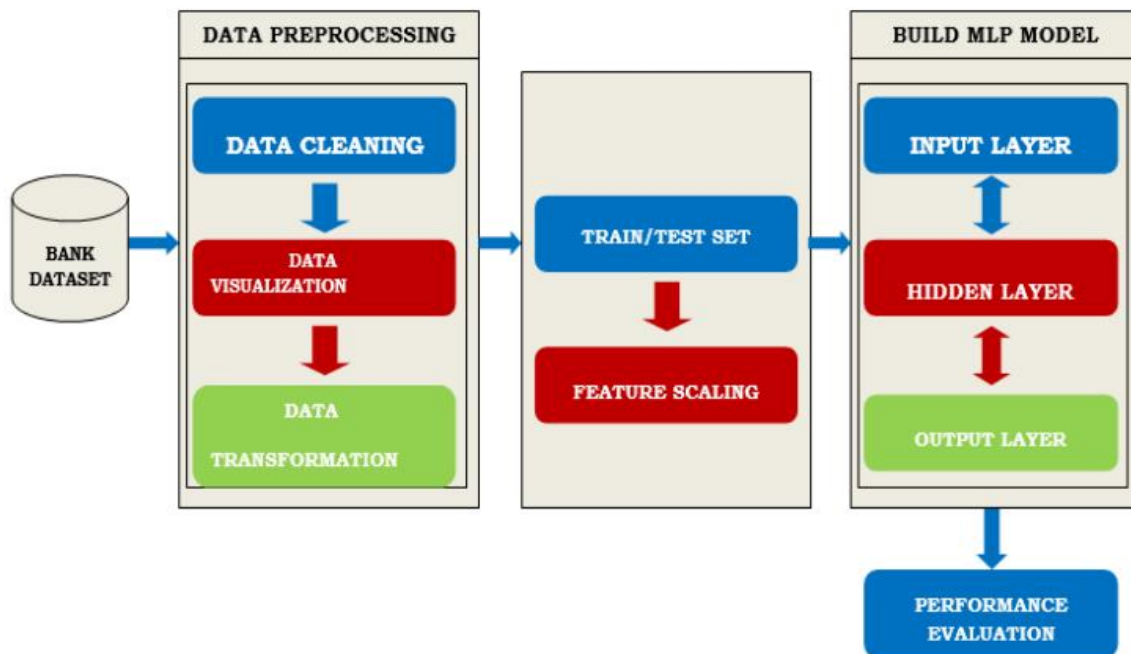 BANK
DATASET
DATA PREPROCESSING
DATA CLEANING
DATA
VISUALIZATION
DATA
TRANSFORMATION
TRAIN/TEST SET
FEATURE SCALING
BUILD MLP MODEL
INPUT LAYER
HIDDEN LAYER
OUTPUT LAYER
PERFORMANCE
EVALUATION